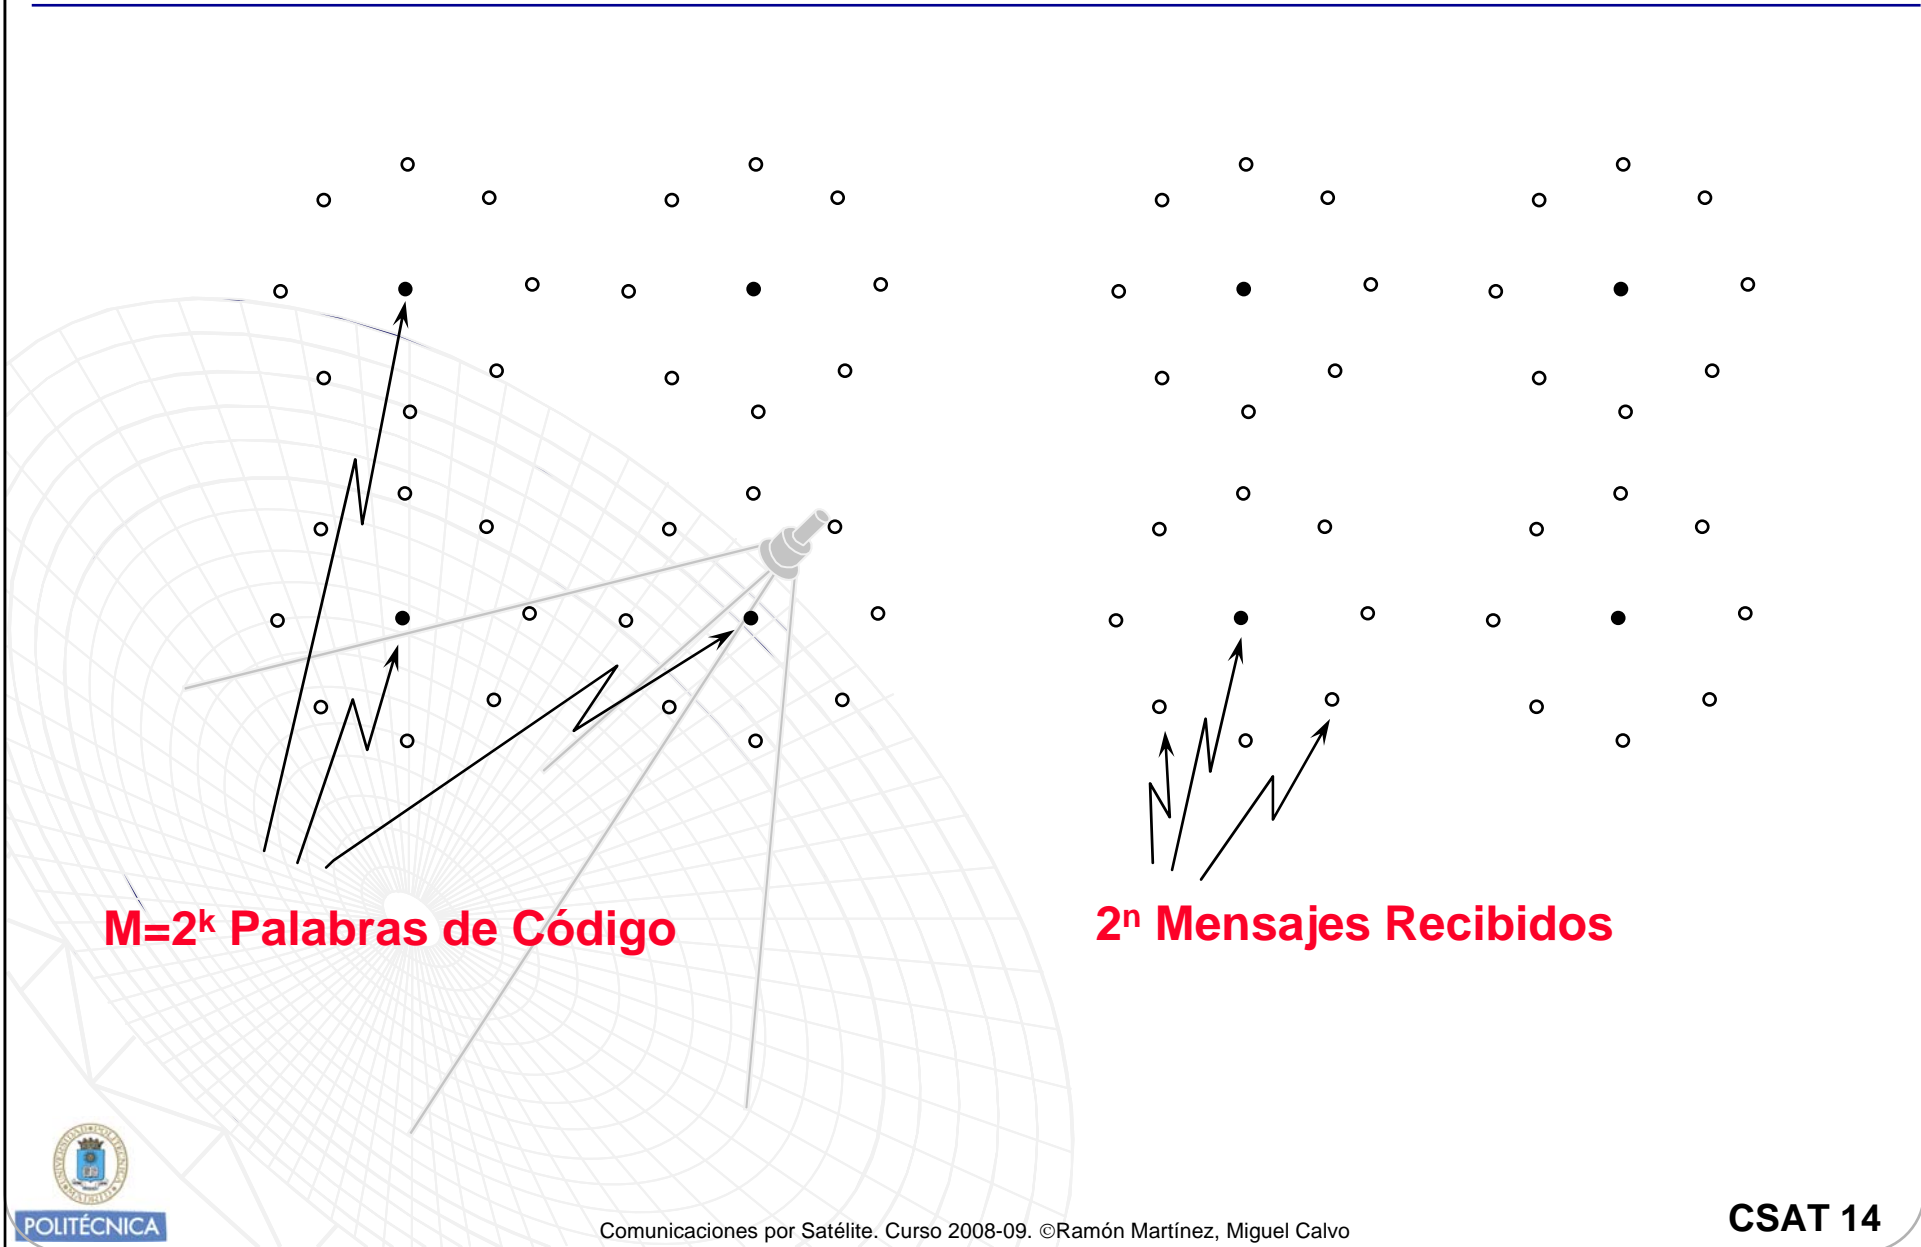 M=2ᵏ Palabras de Código
2ⁿ Mensajes Recibidos
POLITÉCNICA
Comunicaciones por Satélite. Curso 2008-09. ©Ramón Martínez, Miguel Calvo
CSAT 14